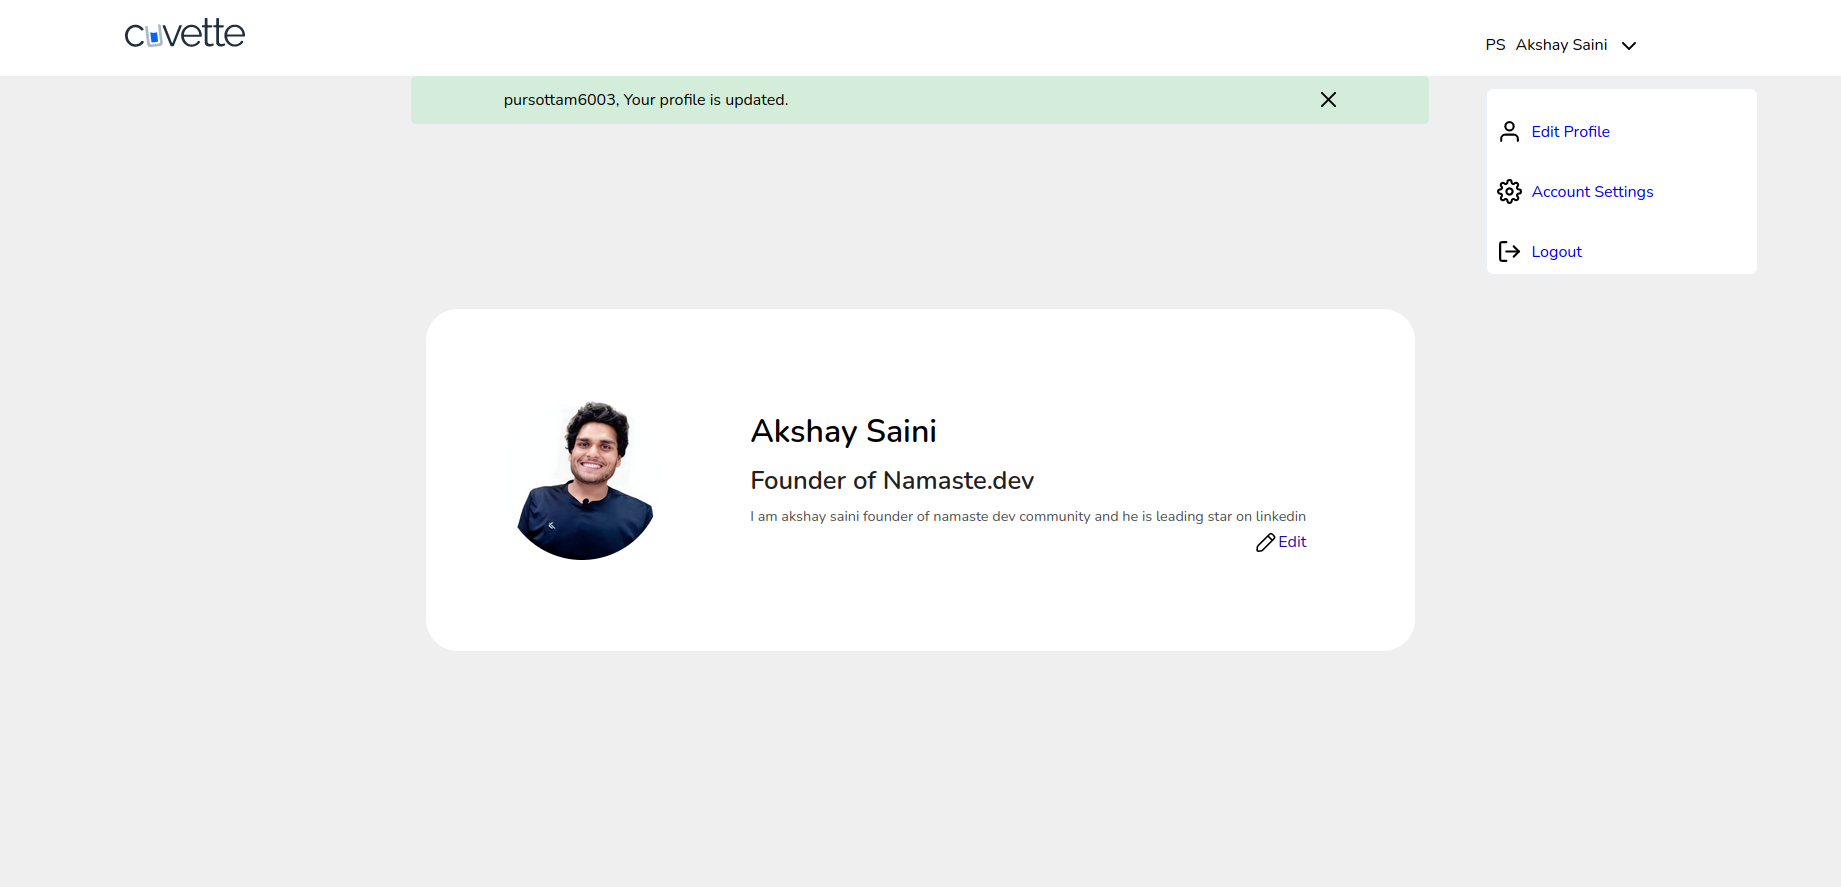 cuvette
PS Akshay Saini
pursottam6003, Your profile is updated.
Edit Profile
Account Settings
Logout
Akshay Saini
Founder of Namaste.dev
I am akshay saini founder of namaste dev community and he is leading star on linkedin
Edit